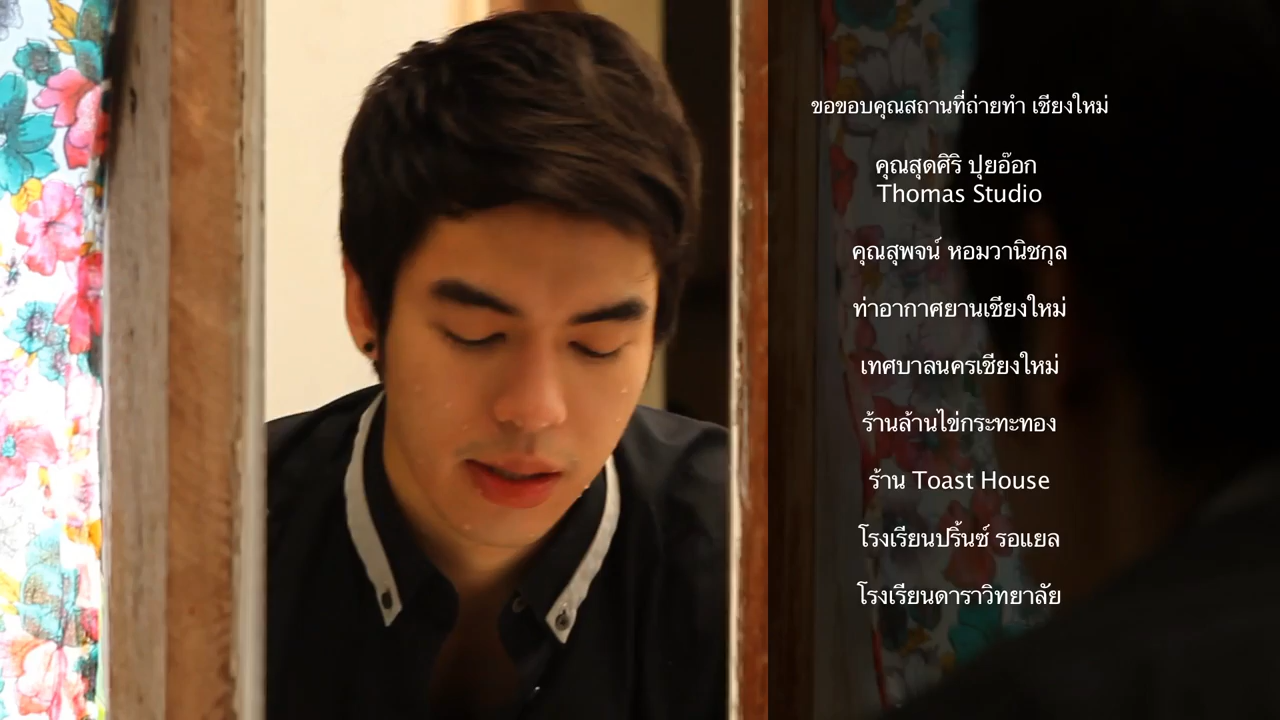 ขอขอบคุณสถานที่ถ่ายทำ เชียงใหม่
คุณสุดศิริ ปุยอ๊อก
Thomas Studio
คุณสุพจน์ หอมวานิชกุล
ท่าอากาศยานเชียงใหม่
เทศบาลนครเชียงใหม่
ร้านล้านไข่กระทะทอง
ร้าน Toast House
โรงเรียนปริ้นซ์ รอแยล
โรงเรียนดาราวิทยาลัย